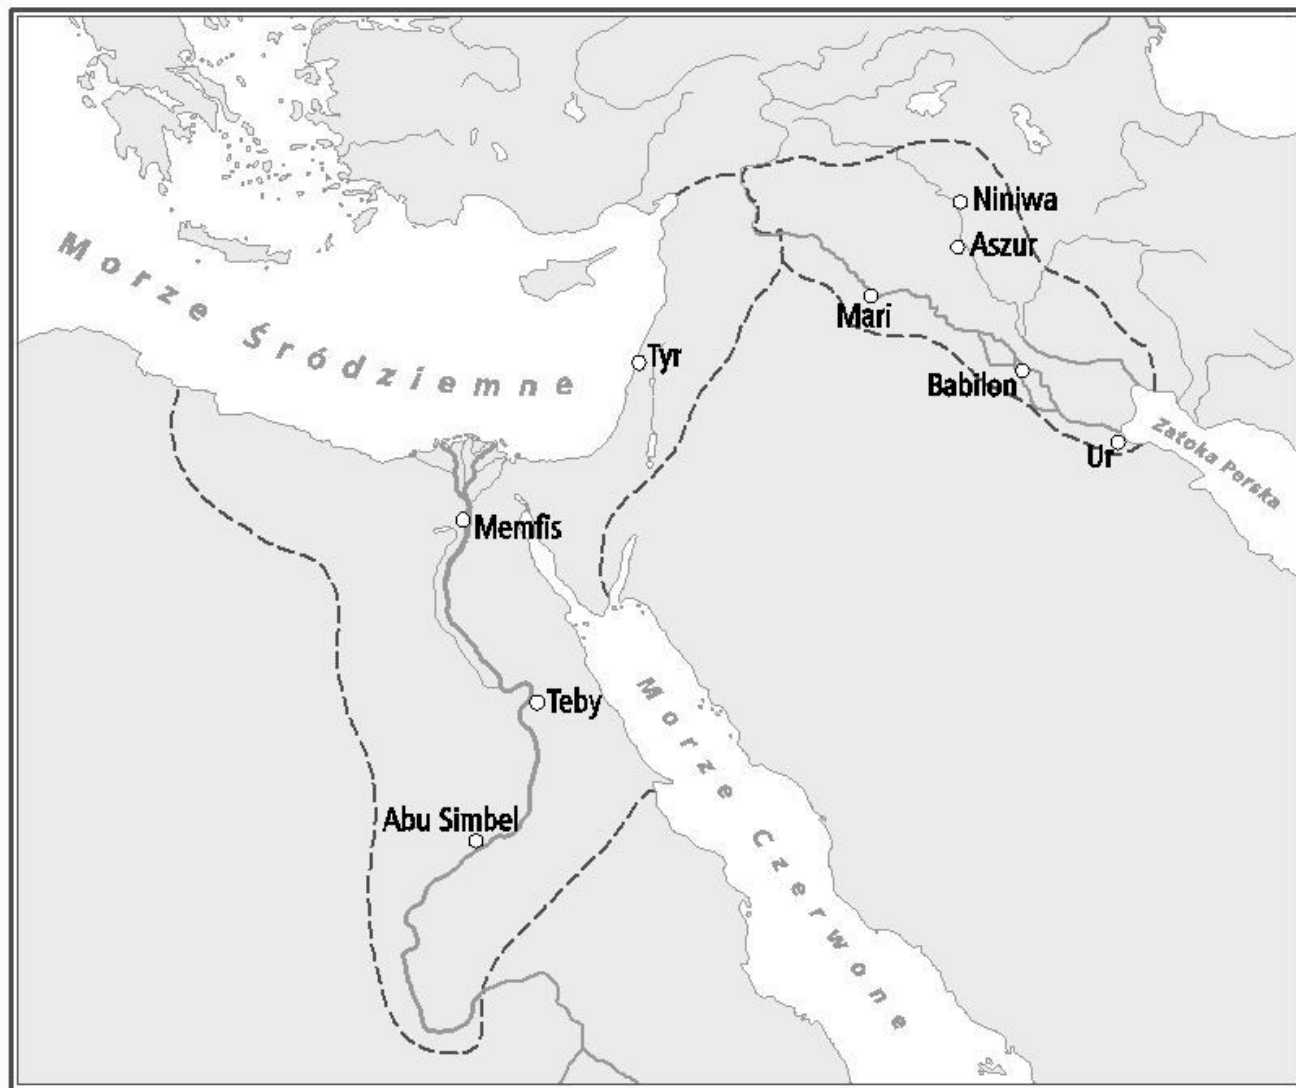 Niniwa
Aszur
Morze Śródziemne
Mari
Tyr
Babilon
Zatoka Perska
Ur
Memfis
Teby
Morze Czerwone
Abu Simbel